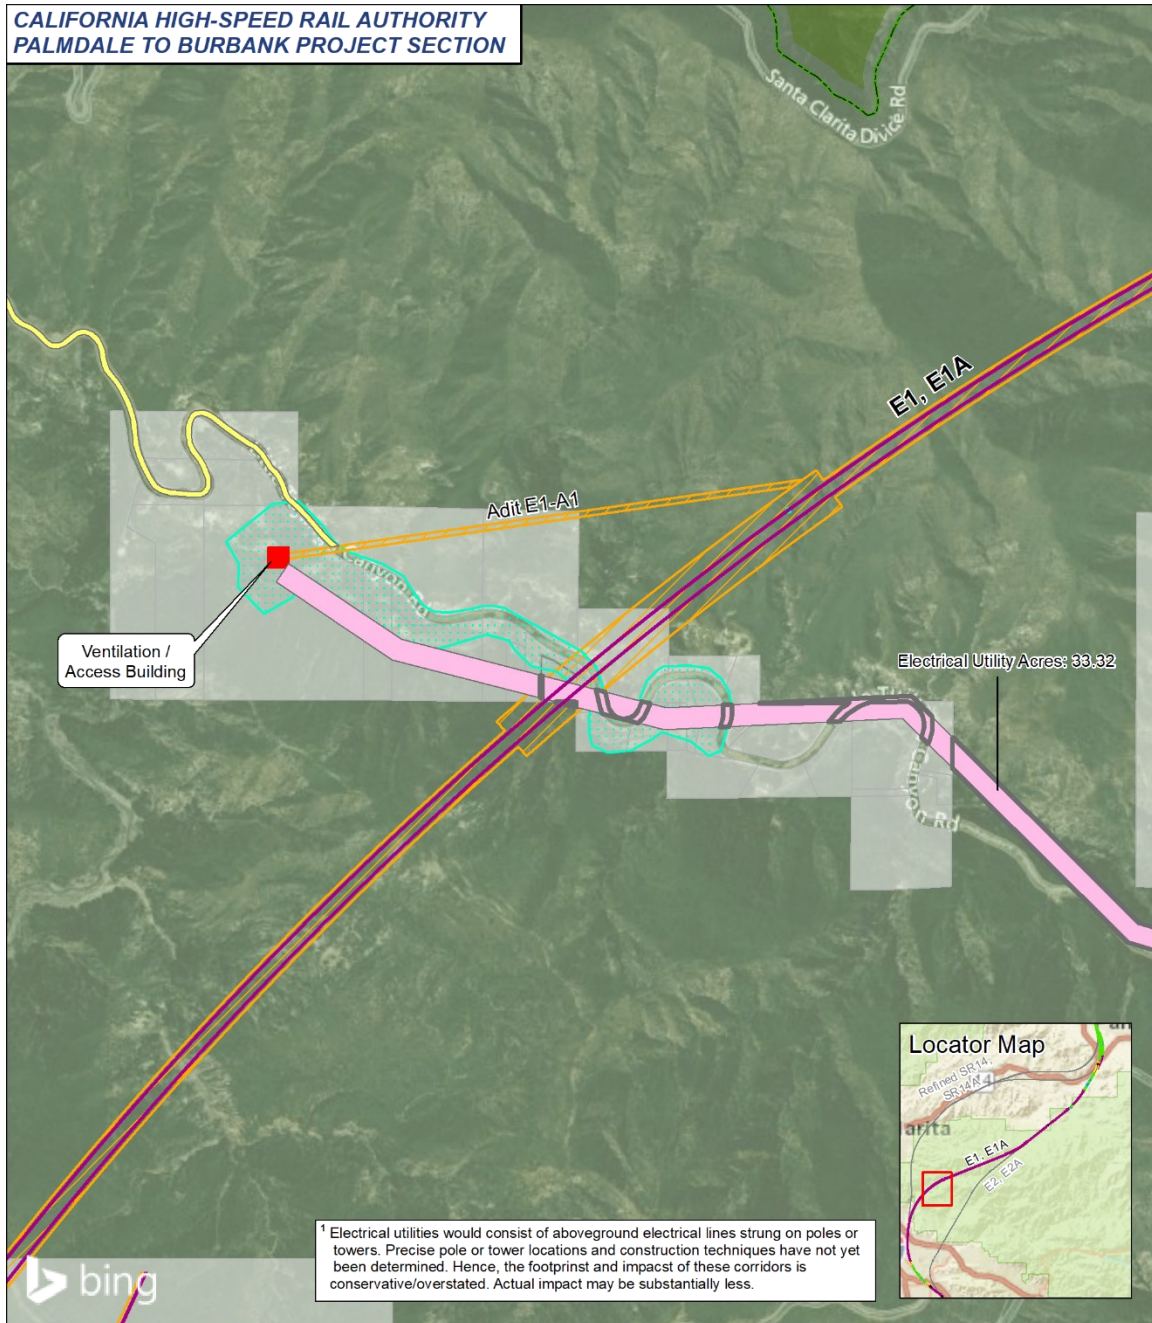 CALIFORNIA HIGH-SPEED RAIL AUTHORITY
PALMDALE TO BURBANK PROJECT SECTION
Santa Clarita Divide Rd
E1, E1A
Adit E1-A1
Canyon Rd
Ventilation /
Access Building
Electrical Utility Acres: 33.32
Canyon Rd
Locator Map
Refined SR14,
SR14A
14
arita
E1, E1A
E2, E2A
1 Electrical utilities would consist of aboveground electrical lines strung on poles or
towers. Precise pole or tower locations and construction techniques have not yet
been determined. Hence, the footprinst and impacst of these corridors is
conservative/overstated. Actual impact may be substantially less.
bing